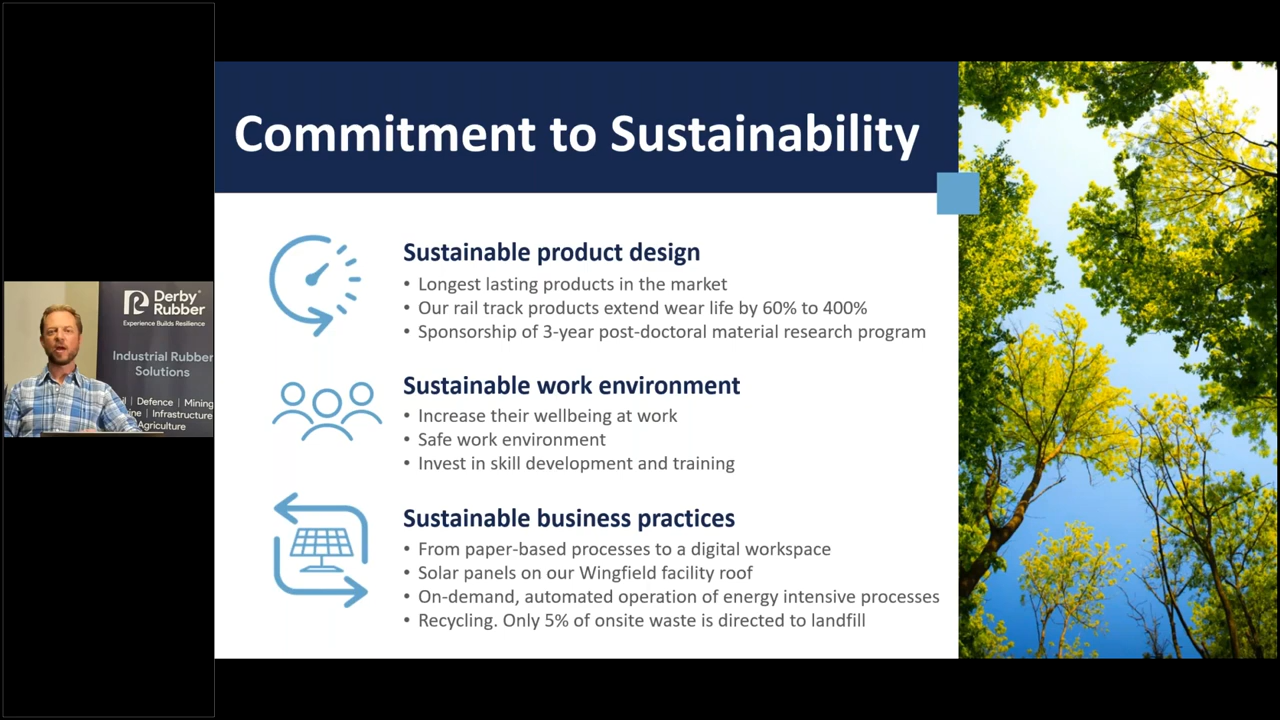 Commitment to Sustainability
Sustainable product design
• Longest lasting products in the market
• Our rail track products extend wear life by 60% to 400%
• Sponsorship of 3-year post-doctoral material research program
Sustainable work environment
• Increase their wellbeing at work
• Safe work environment
• Invest in skill development and training
Sustainable business practices
• From paper-based processes to a digital workspace
• Solar panels on our Wingfield facility roof
• On-demand, automated operation of energy intensive processes
• Recycling. Only 5% of onsite waste is directed to landfill
Derby®
Rubber
Experience Builds Resilience
Industrial Rubber
Solutions
| Defence | Mining
| Infrastructure
Agriculture